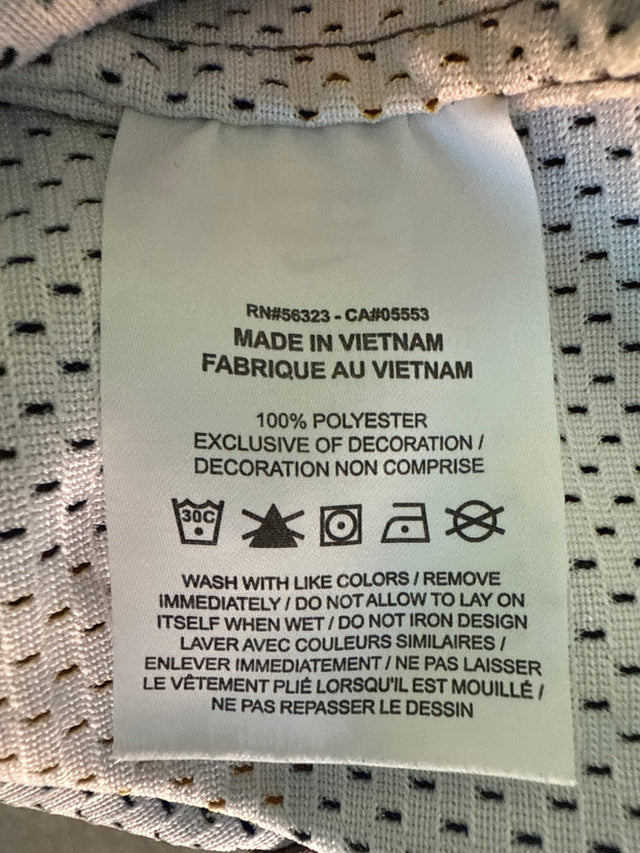 RN#56323 - CA#05553
MADE IN VIETNAM
FABRIQUE AU VIETNAM
100% POLYESTER
EXCLUSIVE OF DECORATION /
DECORATION NON COMPRISE
30C
WASH WITH LIKE COLORS / REMOVE
IMMEDIATELY / DO NOT ALLOW TO LAY ON
ITSELF WHEN WET / DO NOT IRON DESIGN
LAVER AVEC COULEURS SIMILAIRES /
ENLEVER IMMEDIATEMENT / NE PAS LAISSER
LE VÊTEMENT PLIÉ LORSQU'IL EST MOUILLÉ /
NE PAS REPASSER LE DESSIN